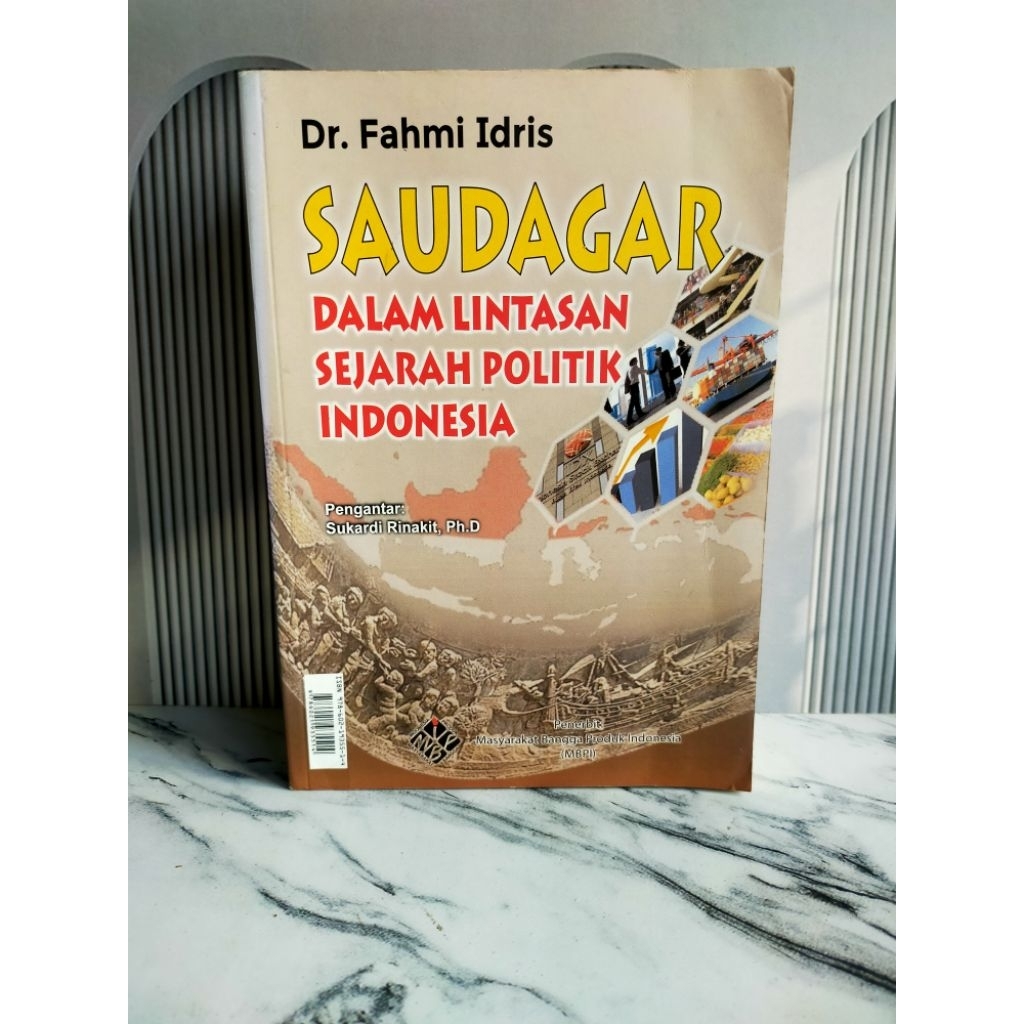 Dr. Fahmi Idris
SAUDAGAR
DALAM LINTASAN
SEJARAH POLITIK
INDONESIA
Pengantar:
Sukardi Rinakit, Ph.D
Penerbit:
Masyarakat Bangga Produk Indonesia
(MBPI)